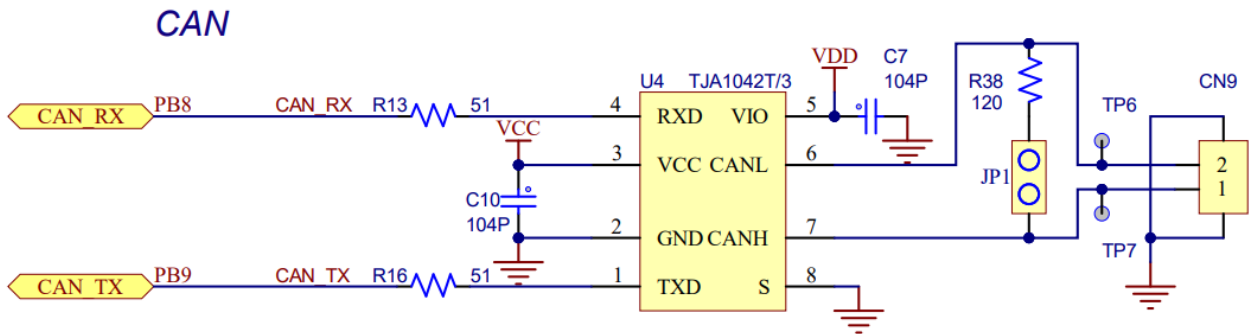 CAN
CAN_RX PB8 CAN_RX R13 51
CAN_TX PB9 CAN_TX R16 51
VCC
C10
104P
U4 TJA1042T/3
4 RXD VIO 5
3 VCC CANL 6
2 GND CANH 7
1 TXD S 8
VDD
C7
104P
R38
120
JP1
TP6
TP7
CN9
2
1